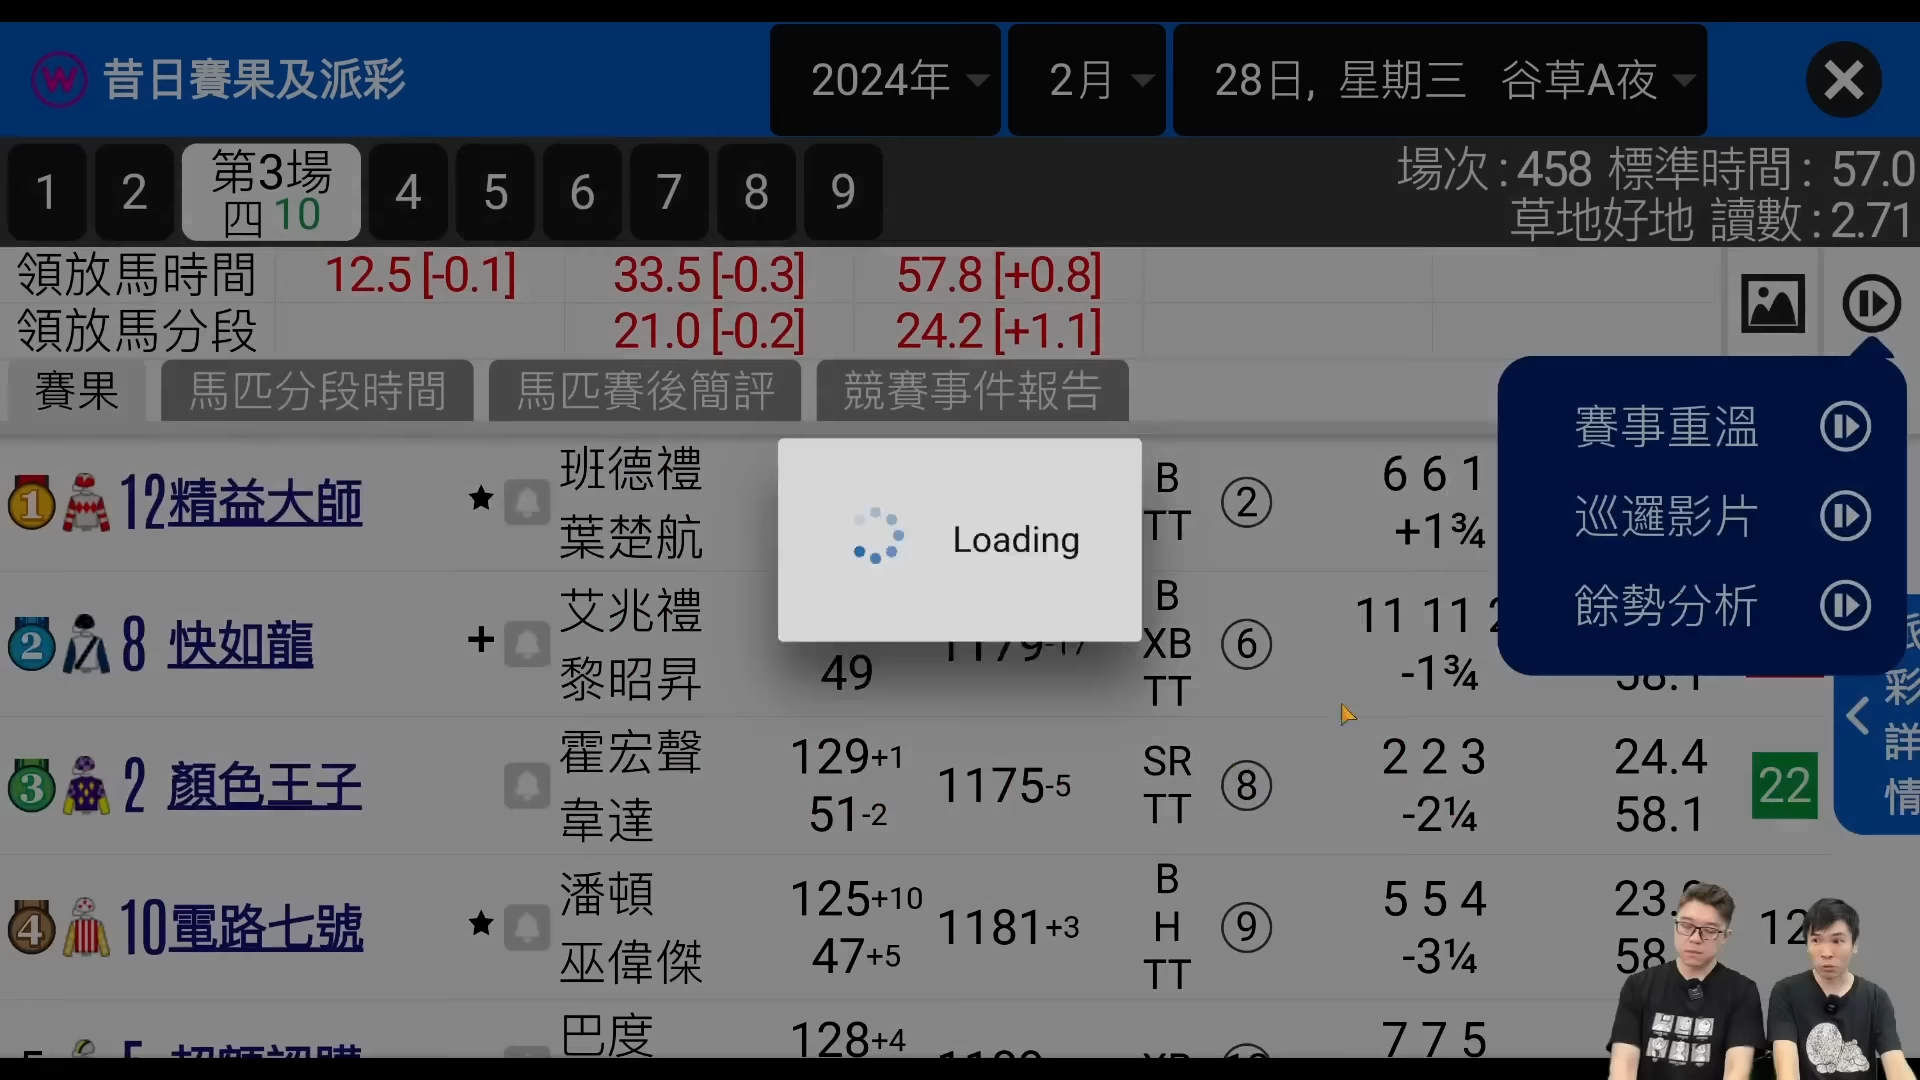 W 昔日賽果及派彩 2024年 2月 28日, 星期三 谷草A夜
1 2 第3場 四 10 4 5 6 7 8 9
場次:458 標準時間: 57.0
草地好地 讀數:2.71
領放馬時間 12.5 [-0.1] 33.5 [-0.3] 57.8 [+0.8]
領放馬分段 21.0 [-0.2] 24.2 [+1.1]
賽果 馬匹分段時間 馬匹賽後簡評 競賽事件報告
賽事重溫
巡邏影片
餘勢分析
Loading
1 12 精益大師 ★ 班德禮 B 2 6 6 1
葉楚航 TT +1¾
2 8 快如龍 + 艾兆禮 B XB 6 11 11
黎昭昇 49 TT -1¾
3 2 顏色王子 霍宏聲 129+1 1175-5 SR 8 2 2 3 24.4 22
韋達 51-2 TT -2¼ 58.1
4 10 電路七號 ★ 潘頓 125+10 1181+3 B H 9 5 5 4 23. 12
巫偉傑 47+5 TT -3¼ 58
巴度 128+4 7 7 5
彩詳情